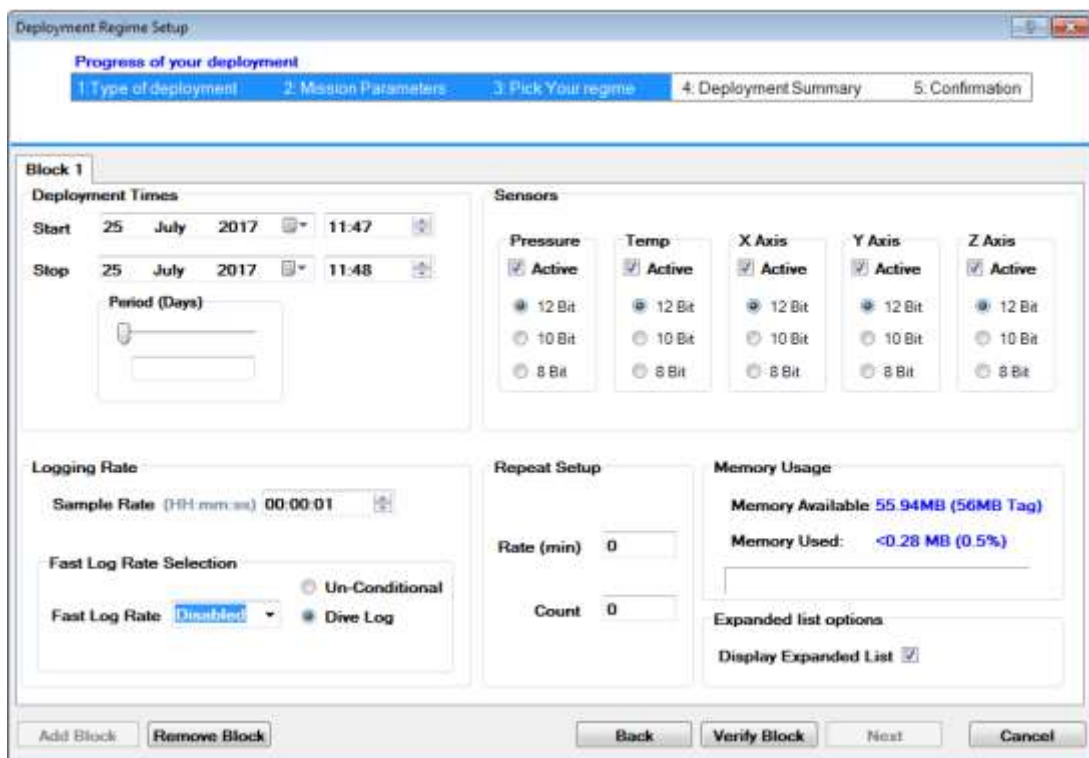 Deployment Regime Setup
Progress of your deployment
1:Type of deployment 2: Mission Parameters 3: Pick Your regime 4: Deployment Summary 5: Confirmation
Block 1
Deployment Times
Start 25 July 2017 11:47
Stop 25 July 2017 11:48
Period (Days)
Sensors
Pressure Temp X Axis Y Axis Z Axis
Active Active Active Active Active
12 Bit 12 Bit 12 Bit 12 Bit 12 Bit
10 Bit 10 Bit 10 Bit 10 Bit 10 Bit
8 Bit 8 Bit 8 Bit 8 Bit 8 Bit
Logging Rate
Sample Rate (HH:mm:ss) 00:00:01
Fast Log Rate Selection
Un-Conditional
Fast Log Rate Disabled Dive Log
Repeat Setup
Rate (min) 0
Count 0
Memory Usage
Memory Available 55.94MB (56MB Tag)
Memory Used: <0.28 MB (0.5%)
Expanded list options
Display Expanded List
Add Block Remove Block Back Verify Block Next Cancel